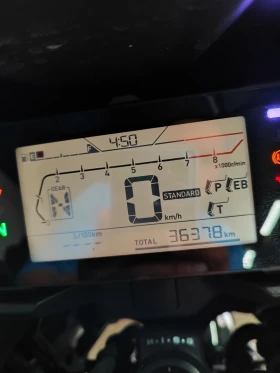 4:50
2 3 4 5 6 7 8
x1000r/min
GEAR
N
0
STANDARD
km/h
P EB
T
L/100km
TOTAL 36378 km
N